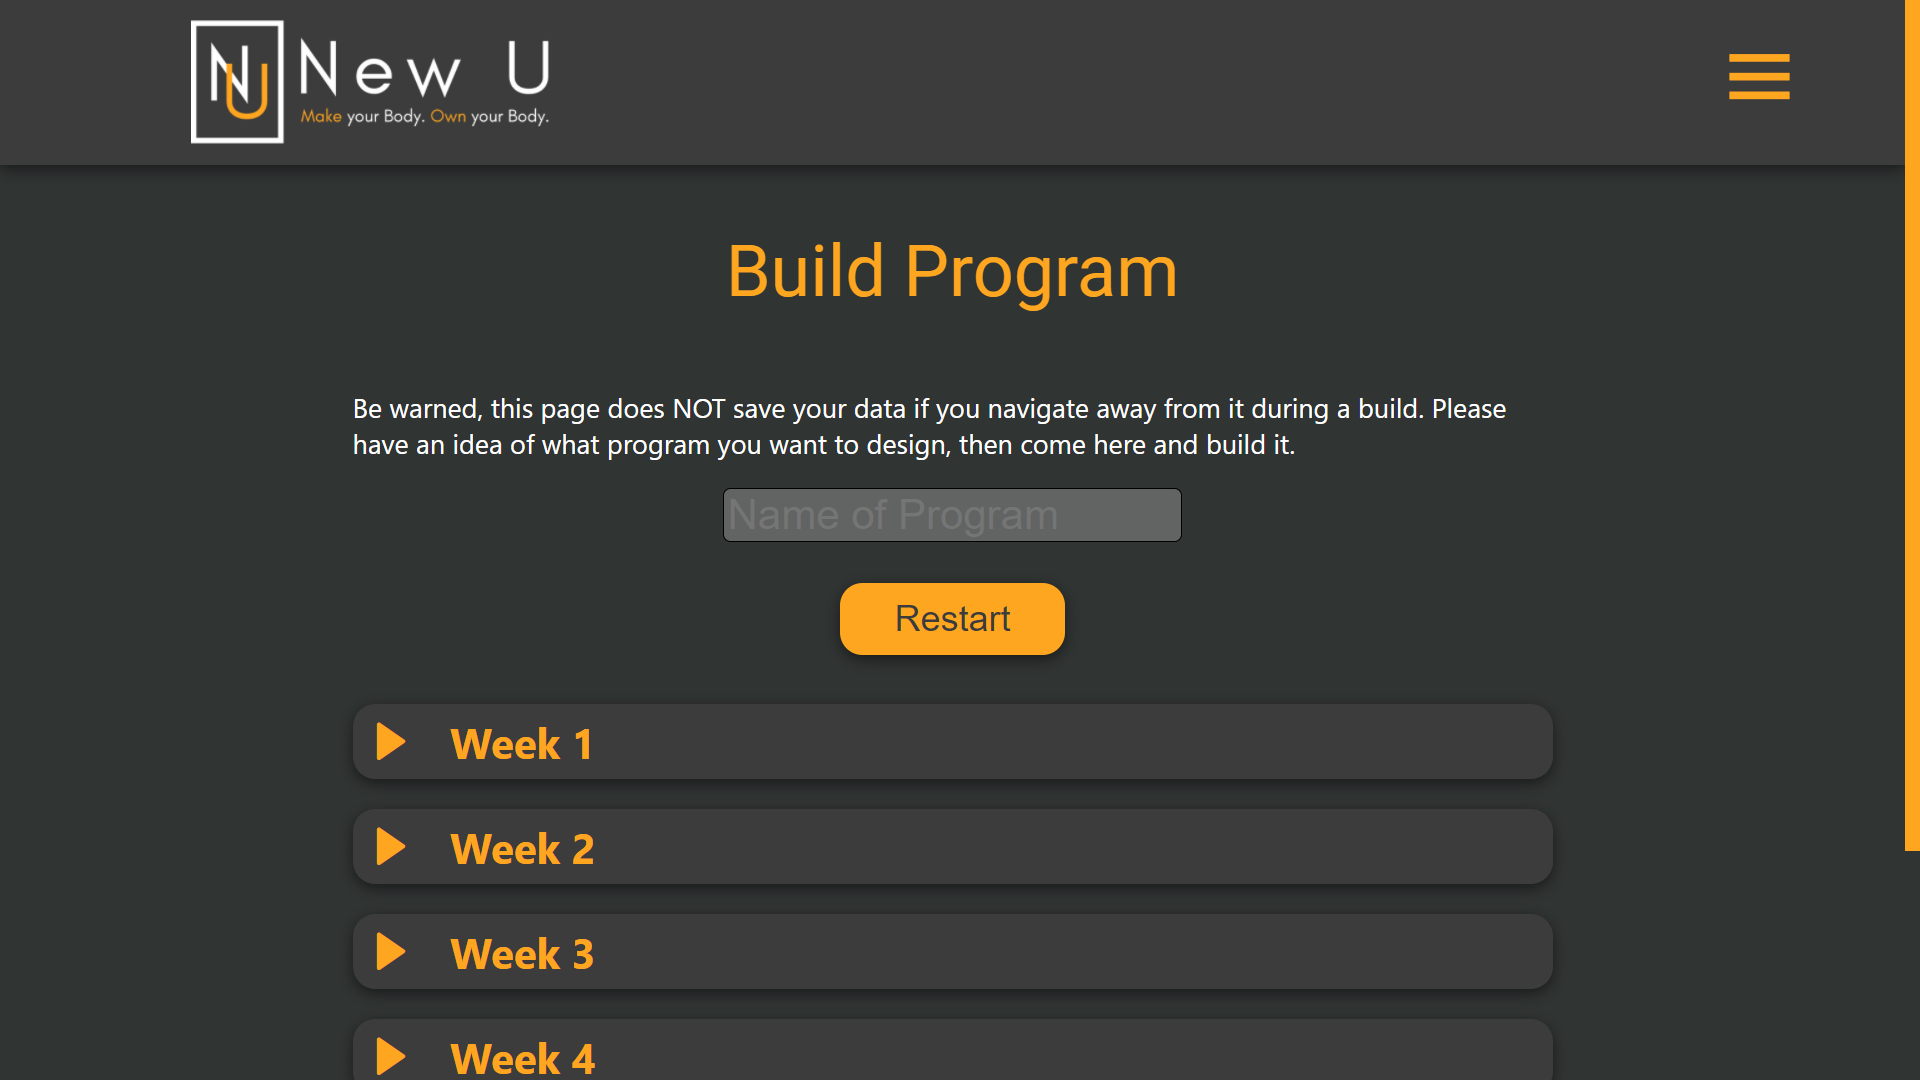 NU
New U
Make your Body. Own your Body.
Build Program
Be warned, this page does NOT save your data if you navigate away from it during a build. Please
have an idea of what program you want to design, then come here and build it.
Name of Program
Restart
Week 1
Week 2
Week 3
Week 4